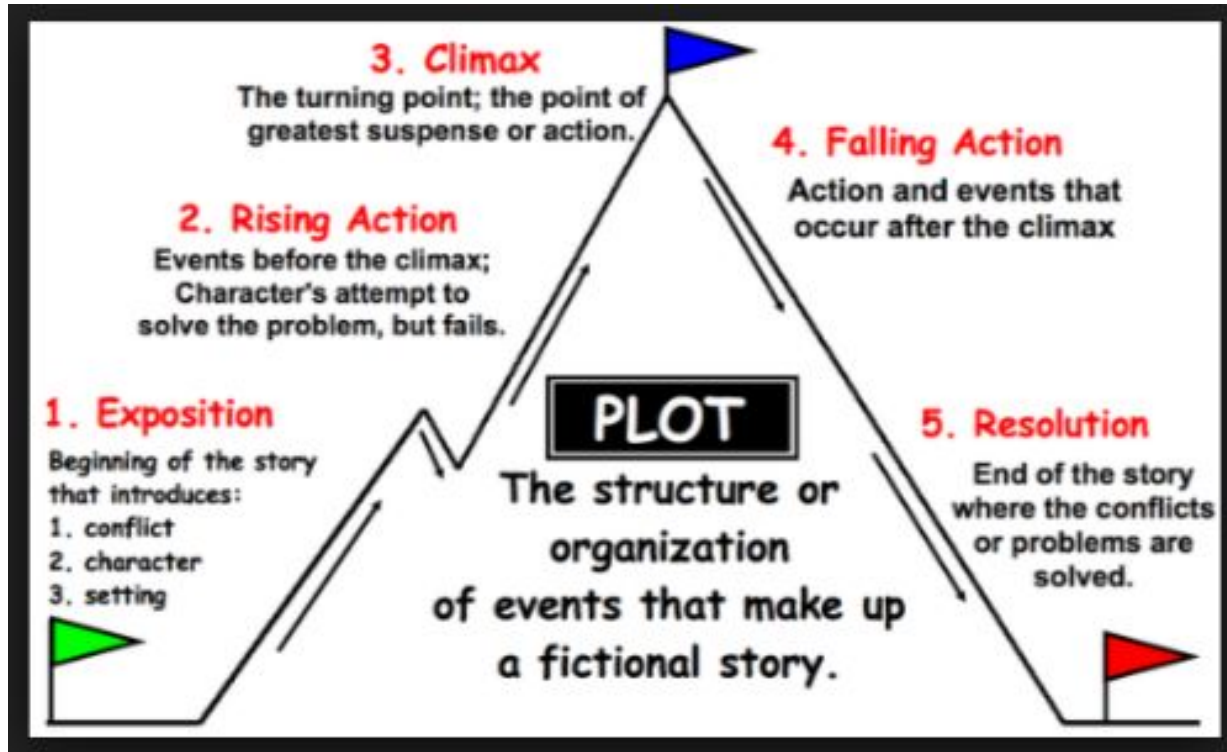 1. Exposition
Beginning of the story
that introduces:
1. conflict
2. character
3. setting
2. Rising Action
Events before the climax;
Character's attempt to
solve the problem, but fails.
3. Climax
The turning point; the point of
greatest suspense or action.
4. Falling Action
Action and events that
occur after the climax
5. Resolution
End of the story
where the conflicts
or problems are
solved.
PLOT
The structure or
organization
of events that make up
a fictional story.